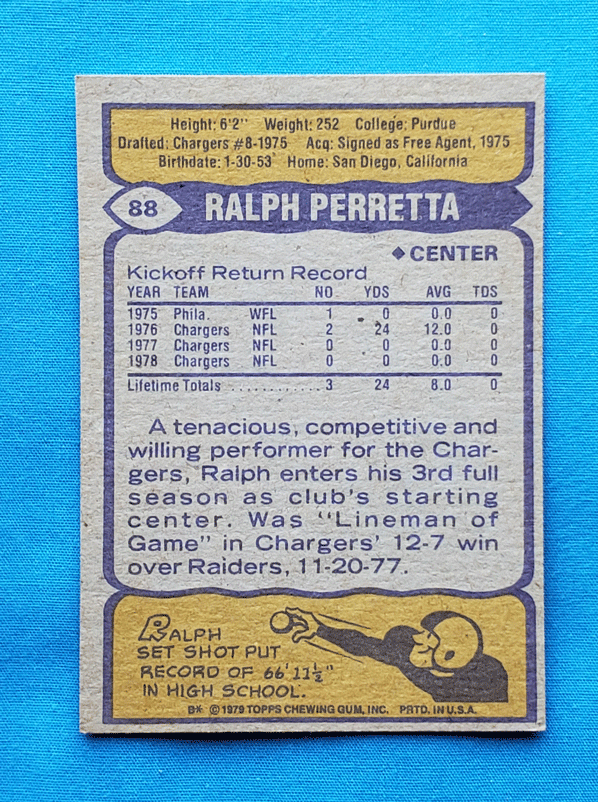 Height: 6'2" Weight: 252 College: Purdue
Drafted: Chargers #8-1975 Acq: Signed as Free Agent, 1975
Birthdate: 1-30-53 Home: San Diego, California
88 RALPH PERRETTA
◆CENTER
Kickoff Return Record
YEAR TEAM NO YDS AVG TDS
1975 Phila. WFL 1 0 0.0 0
1976 Chargers NFL 2 24 12.0 0
1977 Chargers NFL 0 0 0.0 0
1978 Chargers NFL 0 0 0.0 0
Lifetime Totals ............ 3 24 8.0 0
A tenacious, competitive and
willing performer for the Char-
gers, Ralph enters his 3rd full
season as club's starting
center. Was "Lineman of
Game" in Chargers' 12-7 win
over Raiders, 11-20-77.
RALPH
SET SHOT PUT
RECORD OF 66' 11½"
IN HIGH SCHOOL.
B* © 1979 TOPPS CHEWING GUM, INC. PRTD. IN U.S.A.